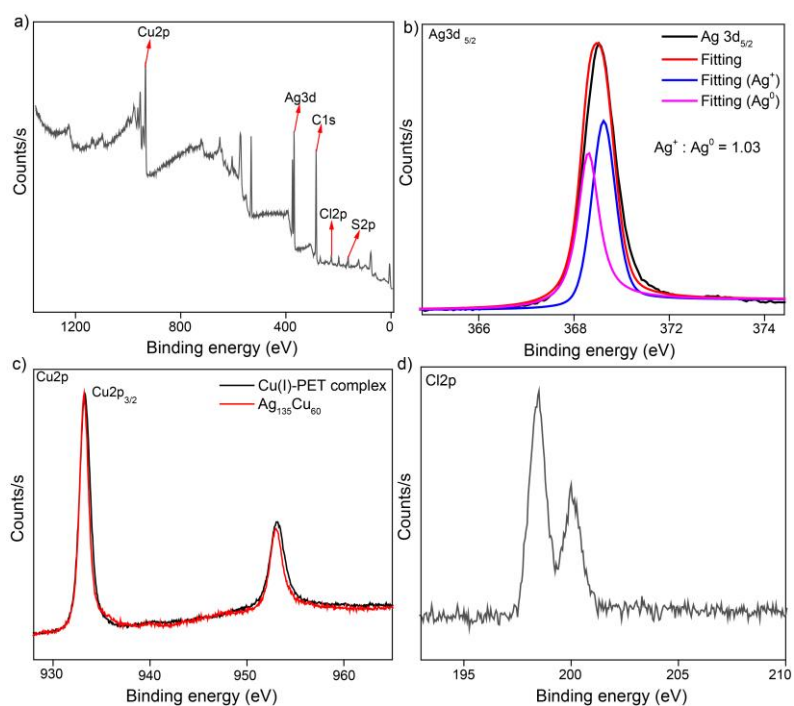 a)
Cu2p
Ag3d
C1s
Cl2p
S2p
Counts/s
1200
800
400
0
Binding energy (eV)
b)
Ag3d 5/2
Ag 3d5/2
Fitting
Fitting (Ag⁺)
Fitting (Ag⁰)
Ag⁺ : Ag⁰ = 1.03
Counts/s
366
368
372
374
Binding energy (eV)
c)
Cu2p
Cu2p3/2
Cu(I)-PET complex
Ag135Cu60
Counts/s
930
940
950
960
Binding energy (eV)
d)
Cl2p
Counts/s
195
200
205
210
Binding energy (eV)